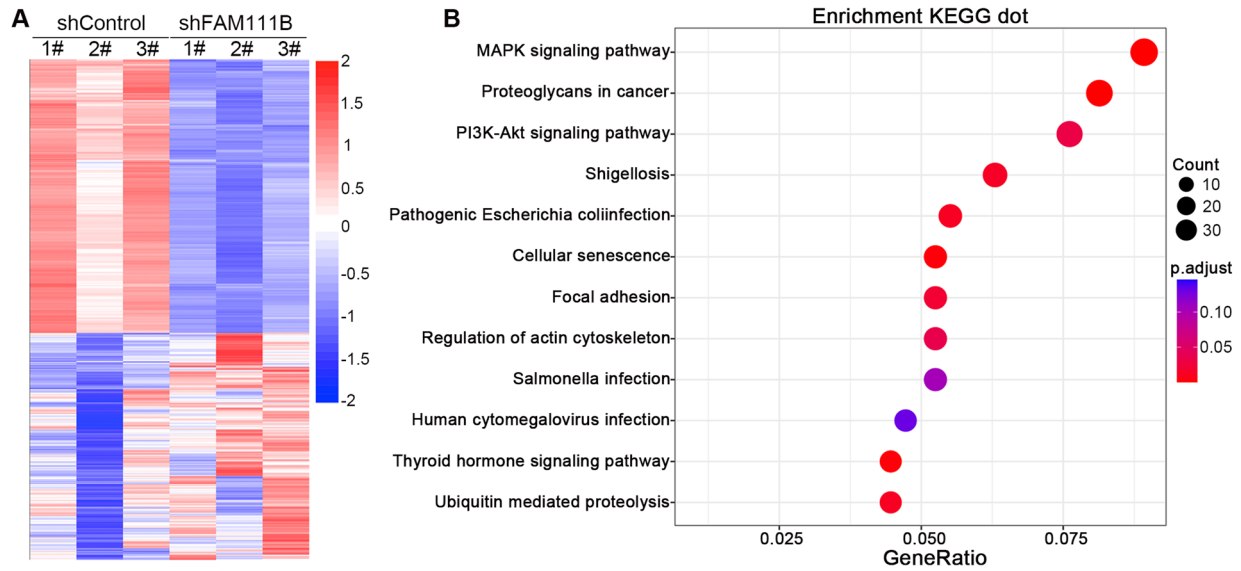 A
shControl shFAM111B
1# 2# 3# 1# 2# 3#
2
1.5
1
0.5
0
-0.5
-1
-1.5
-2
B
Enrichment KEGG dot
MAPK signaling pathway
Proteoglycans in cancer
PI3K-Akt signaling pathway
Shigellosis
Pathogenic Escherichia coliinfection
Cellular senescence
Focal adhesion
Regulation of actin cytoskeleton
Salmonella infection
Human cytomegalovirus infection
Thyroid hormone signaling pathway
Ubiquitin mediated proteolysis
0.025 0.050 0.075
GeneRatio
Count
10
20
30
p.adjust
0.10
0.05